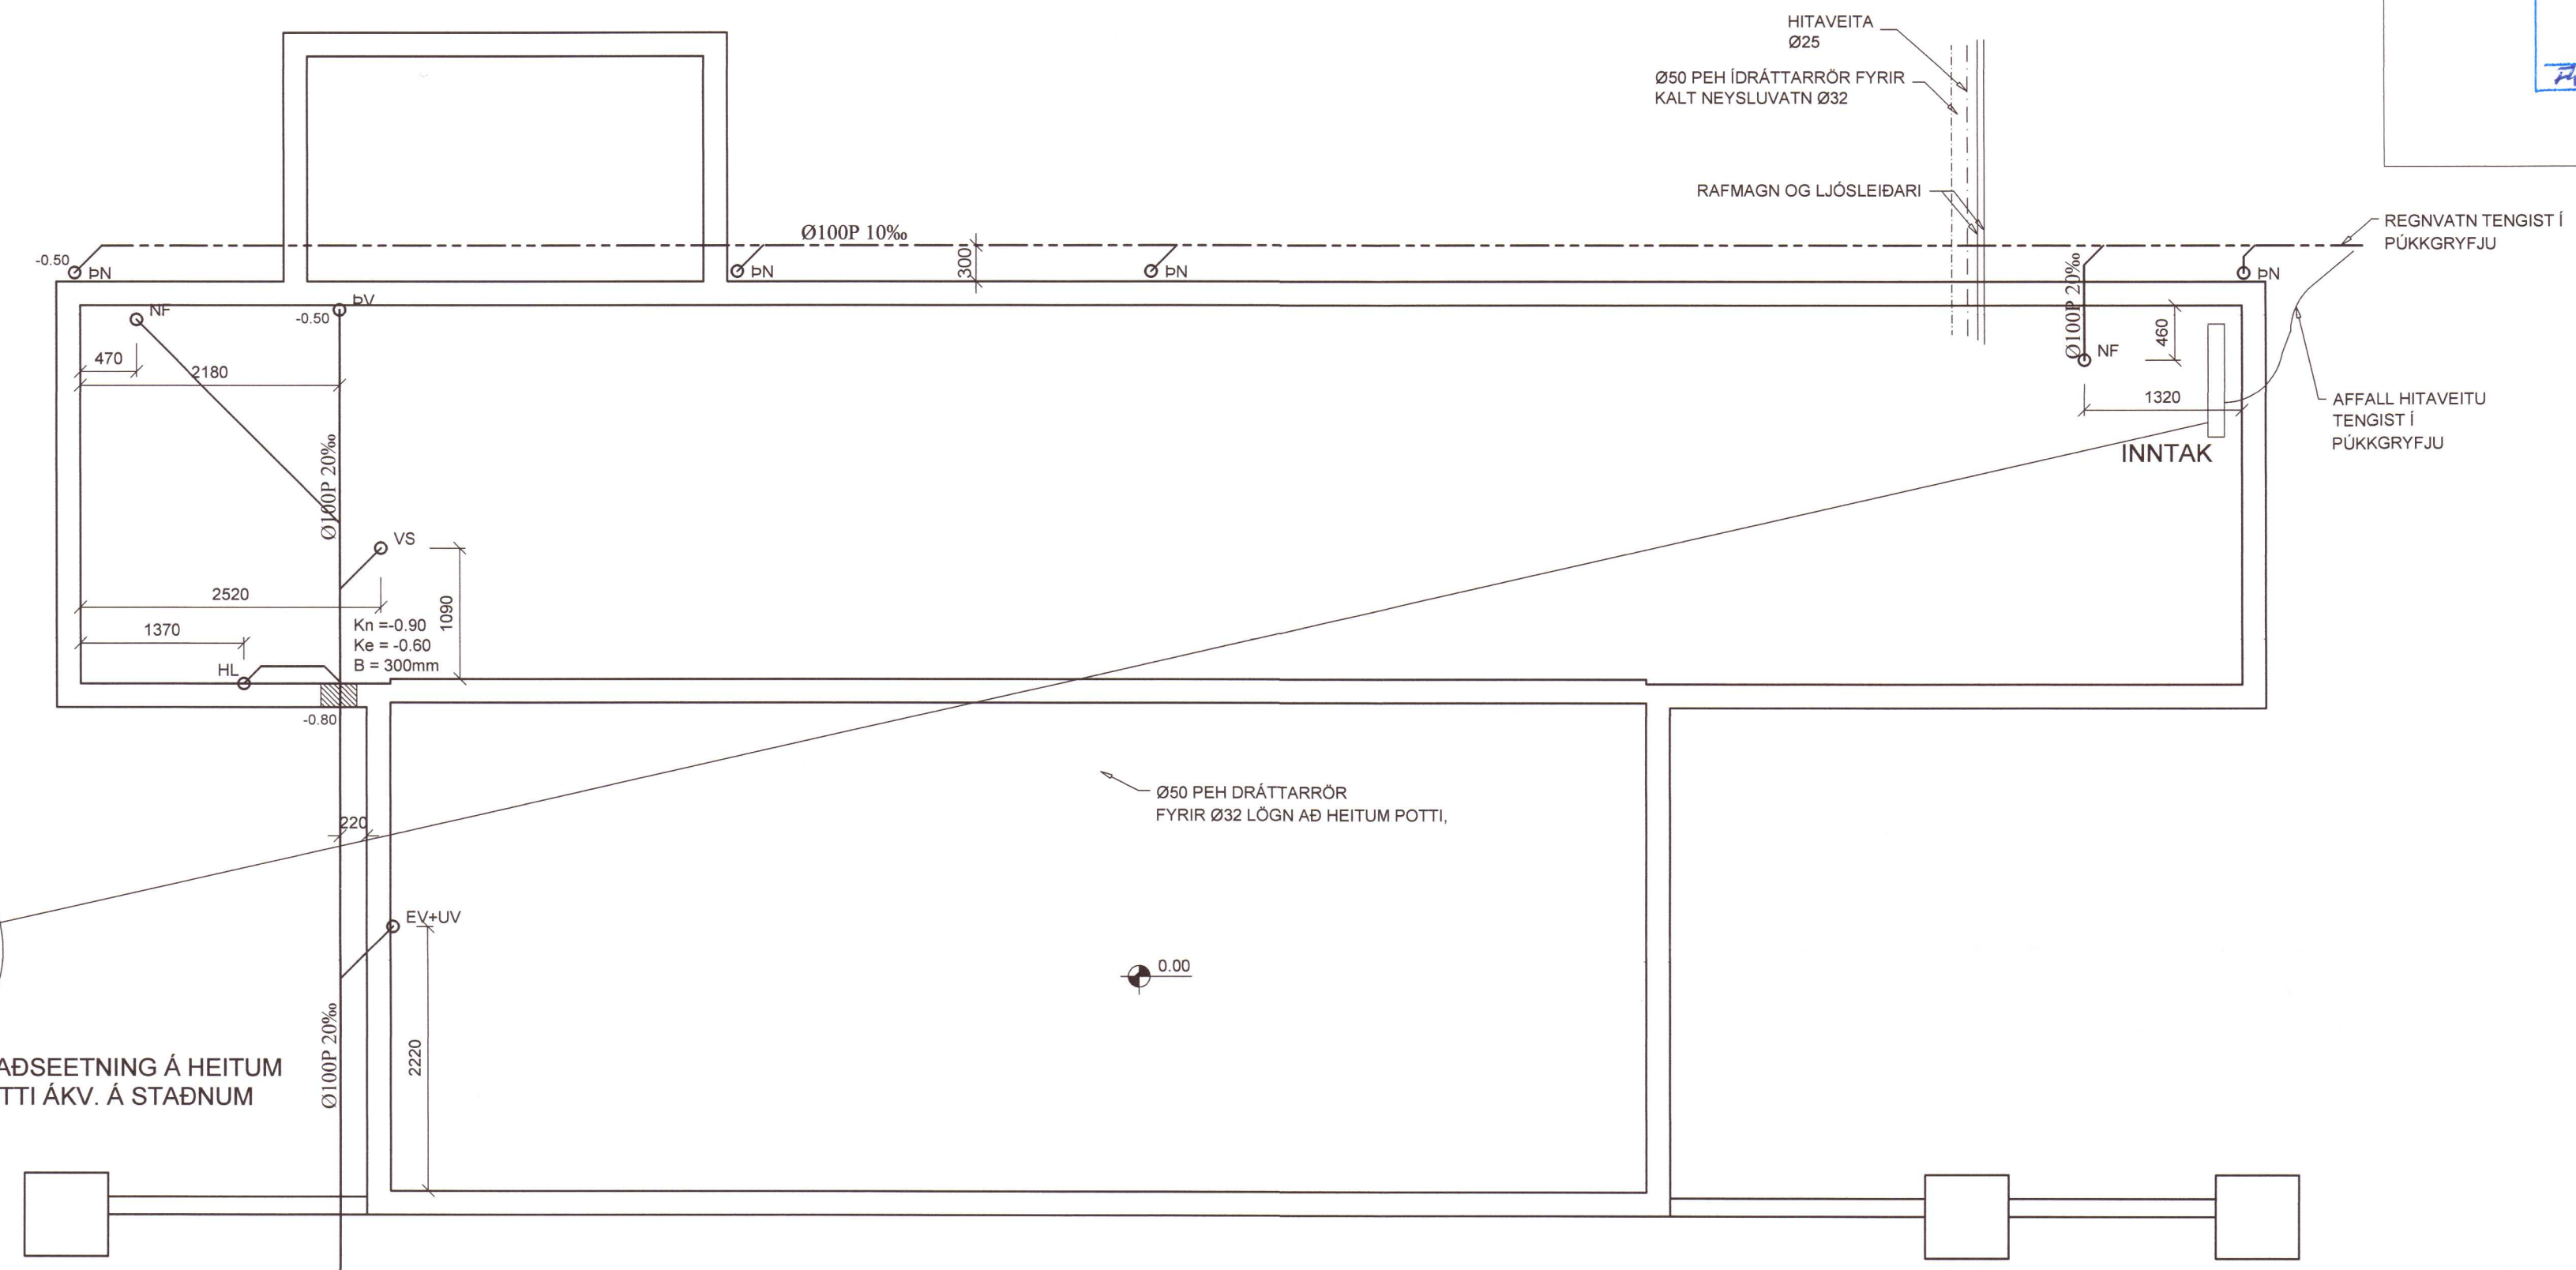 HITAVEITA
Ø25
Ø50 PEH ÍDRÁTTARRÖR FYRIR
KALT NEYSLUVATN Ø32
RAFMAGN OG LJÓSLEIÐARI
REGNVATN TENGIST Í
PÚKKGRYFJU
Ø100P 10‰
300
-0.50
ÞN
ÞN
ÞN
ÞN
NF
ÞV
-0.50
470
2180
Ø100P 20‰
Ø100P 20‰
460
NF
1320
INNTAK
AFFALL HITAVEITU
TENGIST Í
PÚKKGRYFJU
VS
2520
1090
1370
Kn =-0.90
Ke = -0.60
B = 300mm
HL
-0.80
Ø50 PEH DRÁTTARRÖR
FYRIR Ø32 LÖGN AÐ HEITUM POTTI,
220
EV+UV
0.00
2220
Ø100P 20‰
AÐSEETNING Á HEITUM
TTI ÁKV. Á STAÐNUM